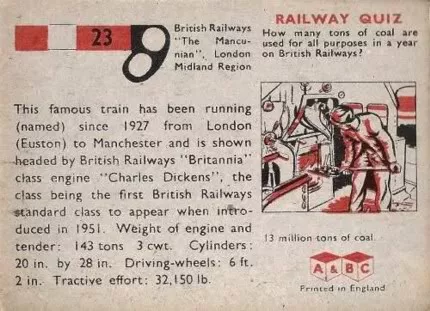 23
British Railways
"The Mancu-
nian", London
Midland Region
This famous train has been running
(named) since 1927 from London
(Euston) to Manchester and is shown
headed by British Railways "Britannia"
class engine "Charles Dickens", the
class being the first British Railways
standard class to appear when intro-
duced in 1951. Weight of engine and
tender: 143 tons 3 cwt. Cylinders:
20 in. by 28 in. Driving-wheels: 6 ft.
2 in. Tractive effort: 32,150 lb.
RAILWAY QUIZ
How many tons of coal are
used for all purposes in a year
on British Railways?
13 million tons of coal.
A & B C
Printed in England